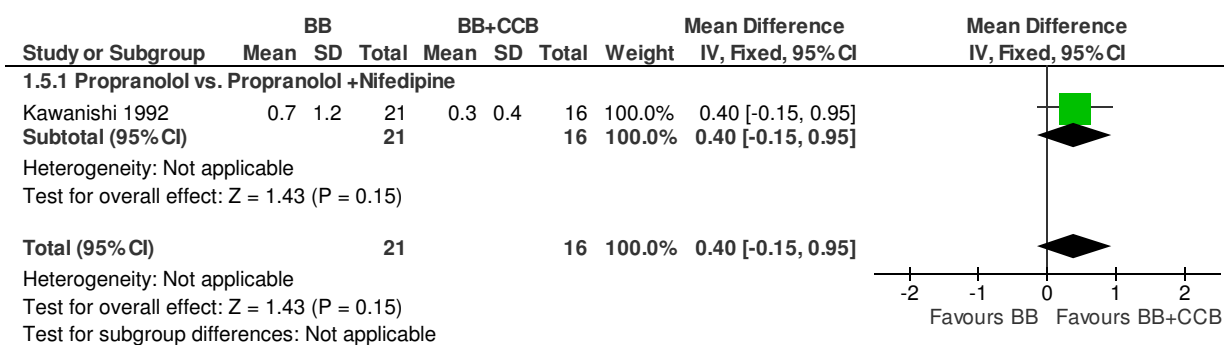 BB BB+CCB Mean Difference Mean Difference
Study or Subgroup Mean SD Total Mean SD Total Weight IV, Fixed, 95% CI IV, Fixed, 95% CI
1.5.1 Propranolol vs. Propranolol +Nifedipine
Kawanishi 1992 0.7 1.2 21 0.3 0.4 16 100.0% 0.40 [-0.15, 0.95]
Subtotal (95% CI) 21 16 100.0% 0.40 [-0.15, 0.95]
Heterogeneity: Not applicable
Test for overall effect: Z = 1.43 (P = 0.15)
Total (95% CI) 21 16 100.0% 0.40 [-0.15, 0.95]
Heterogeneity: Not applicable
Test for overall effect: Z = 1.43 (P = 0.15)
Test for subgroup differences: Not applicable
-2 -1 0 1 2
Favours BB Favours BB+CCB